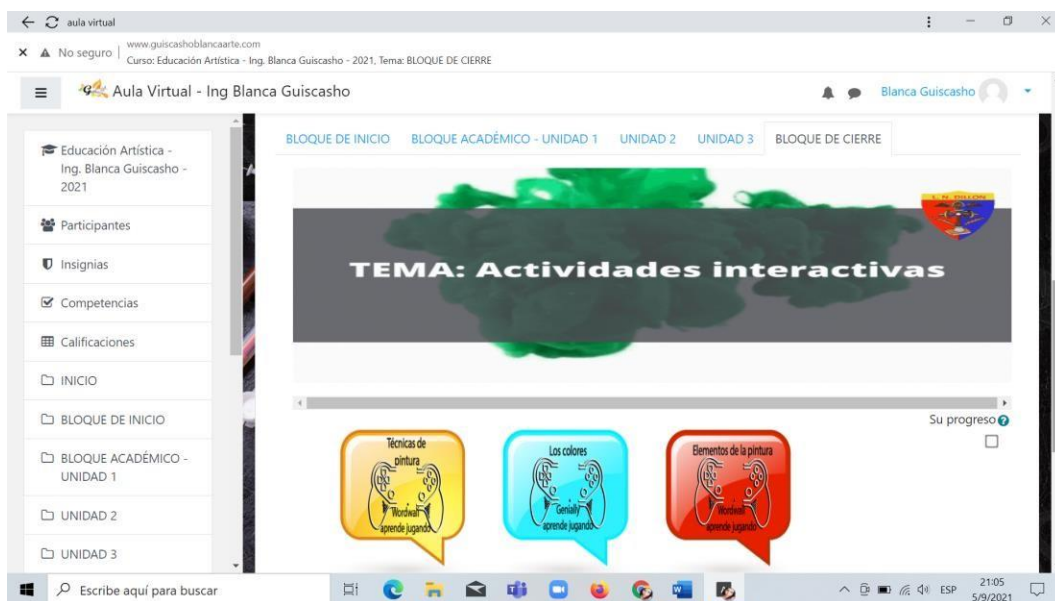 aula virtual
No seguro
www.guiscashoblancaarte.com
Curso: Educación Artística - Ing. Blanca Guiscasho - 2021, Tema: BLOQUE DE CIERRE
Aula Virtual - Ing Blanca Guiscasho
Blanca Guiscasho
Educación Artística -
Ing. Blanca Guiscasho -
2021
Participantes
Insignias
Competencias
Calificaciones
INICIO
BLOQUE DE INICIO
BLOQUE ACADÉMICO -
UNIDAD 1
UNIDAD 2
UNIDAD 3
BLOQUE DE INICIO BLOQUE ACADÉMICO - UNIDAD 1 UNIDAD 2 UNIDAD 3 BLOQUE DE CIERRE
L. N. DILLON
TEMA: Actividades interactivas
Su progreso
Técnicas de
pintura
Wordwall
aprende jugando
Los colores
Genially
aprende jugando
Elementos de la pintura
Wordwall
aprende jugando
Escribe aquí para buscar
ESP
21:05
5/9/2021